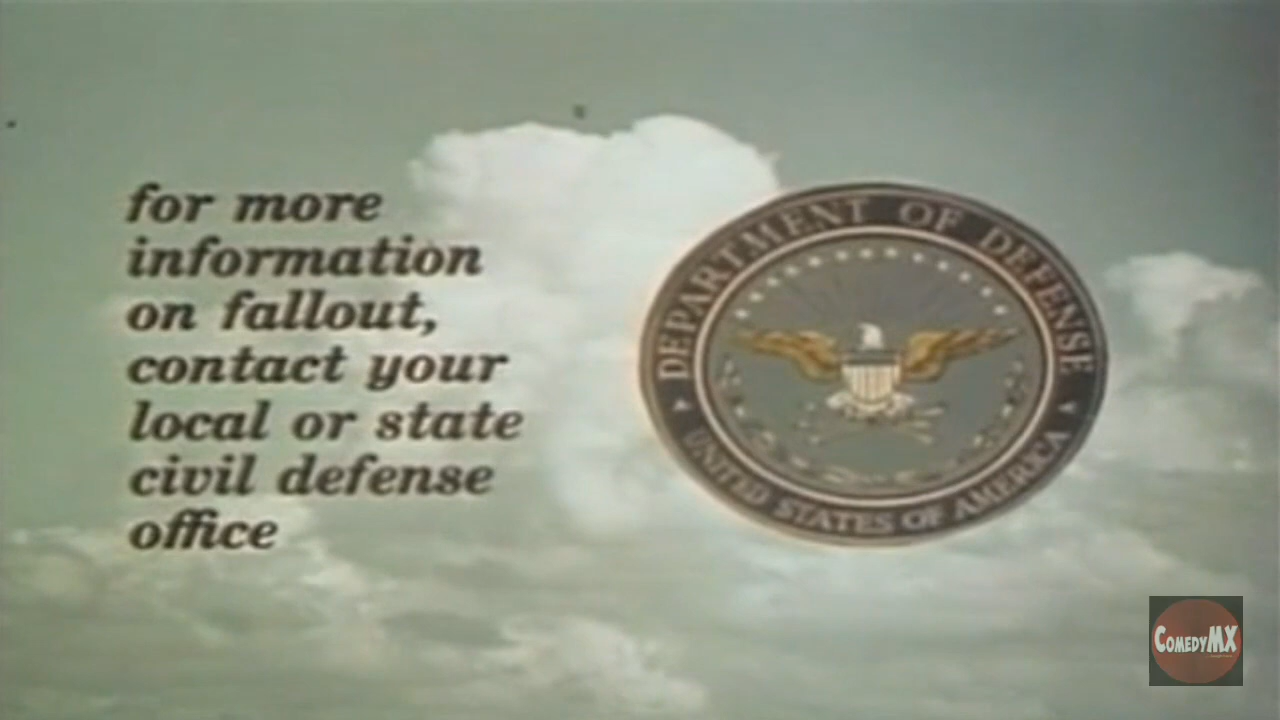 for more
information
on fallout,
contact your
local or state
civil defense
office
DEPARTMENT OF DEFENSE
UNITED STATES OF AMERICA
COMEDYMX